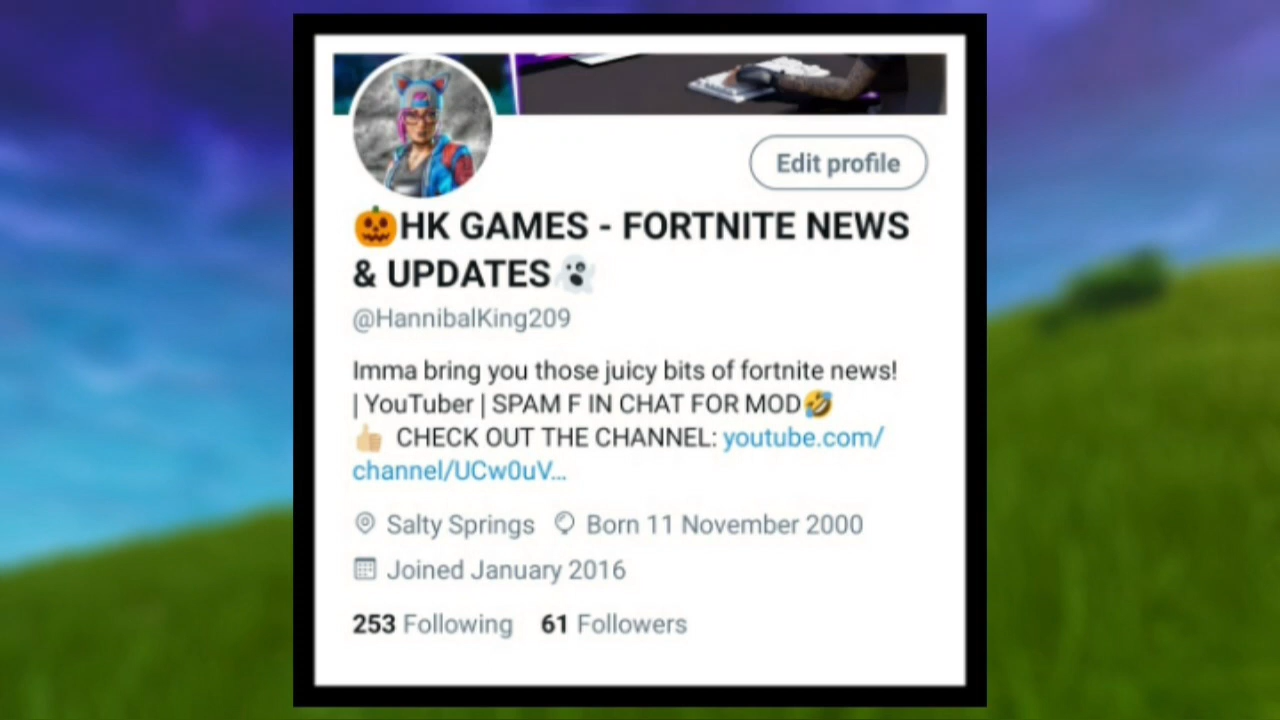 Edit profile
🎃HK GAMES - FORTNITE NEWS
& UPDATES👻
@HannibalKing209
Imma bring you those juicy bits of fortnite news!
| YouTuber | SPAM F IN CHAT FOR MOD🤣
👍🏼 CHECK OUT THE CHANNEL: youtube.com/
channel/UCw0uV…
Salty Springs Born 11 November 2000
Joined January 2016
253 Following 61 Followers